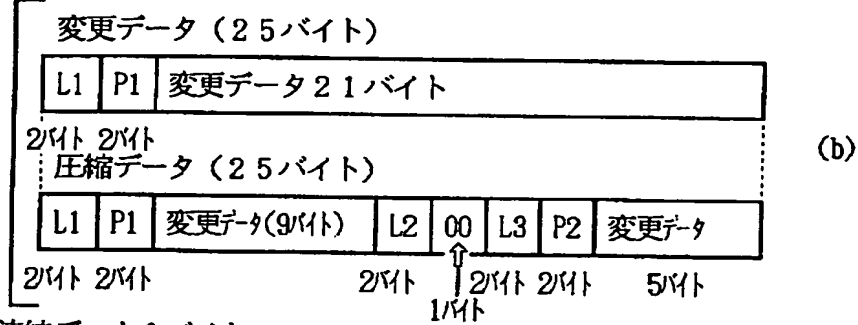 変更データ（２５バイト）
L1 P1 変更データ２１バイト
2バイト 2バイト
圧縮データ（２５バイト）
(b)
L1 P1 変更データ(9バイト) L2 00 L3 P2 変更データ
2バイト 2バイト 2バイト 2バイト 2バイト 5バイト
1バイト